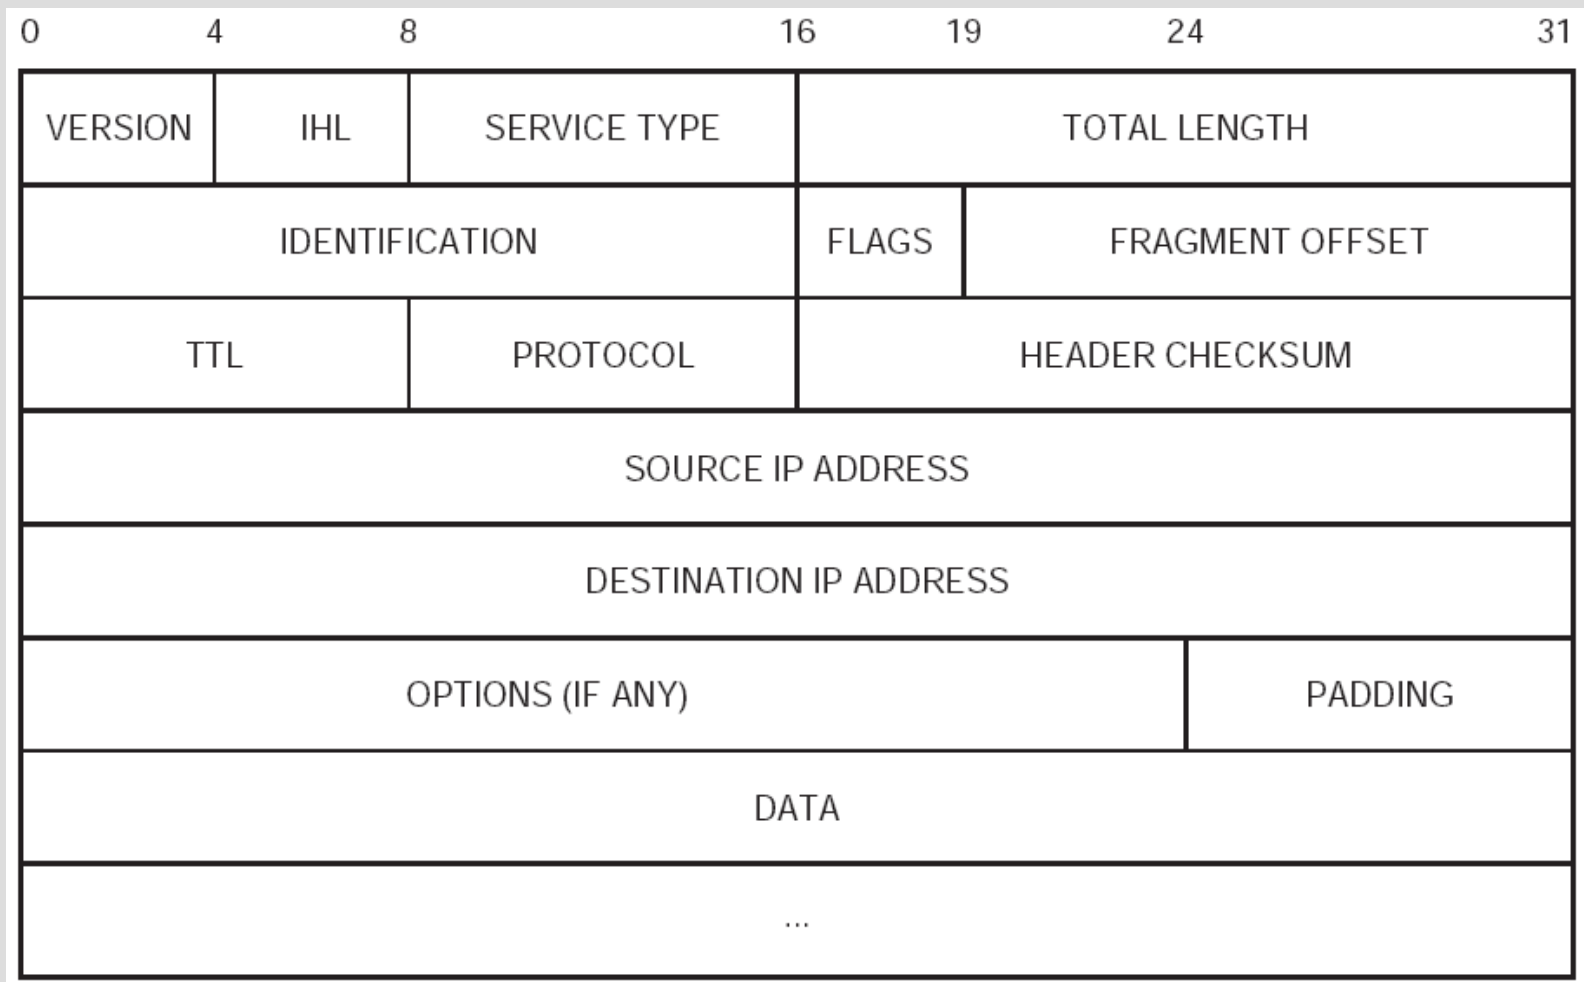 0 4 8 16 19 24 31
VERSION IHL SERVICE TYPE TOTAL LENGTH
IDENTIFICATION FLAGS FRAGMENT OFFSET
TTL PROTOCOL HEADER CHECKSUM
SOURCE IP ADDRESS
DESTINATION IP ADDRESS
OPTIONS (IF ANY) PADDING
DATA
...